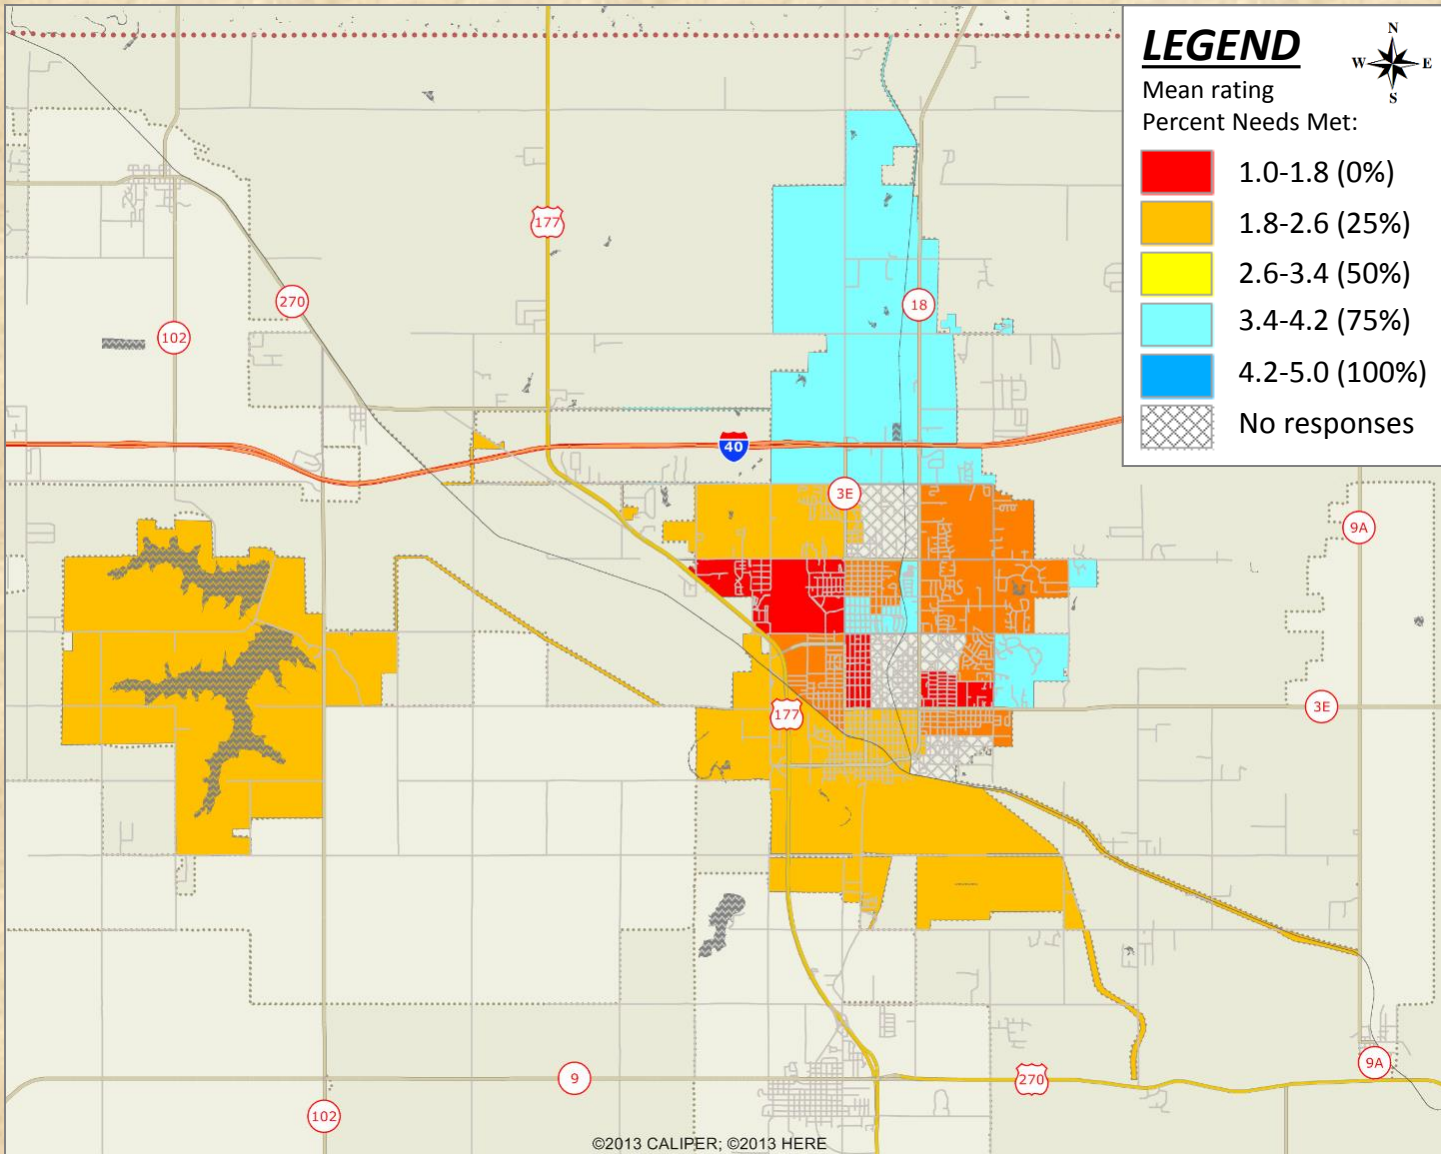 LEGEND
N
W E
S
Mean rating
Percent Needs Met:
1.0-1.8 (0%)
1.8-2.6 (25%)
2.6-3.4 (50%)
3.4-4.2 (75%)
4.2-5.0 (100%)
No responses
177
270
18
102
40
3E
9A
3E
177
9A
9
270
102
©2013 CALIPER; ©2013 HERE